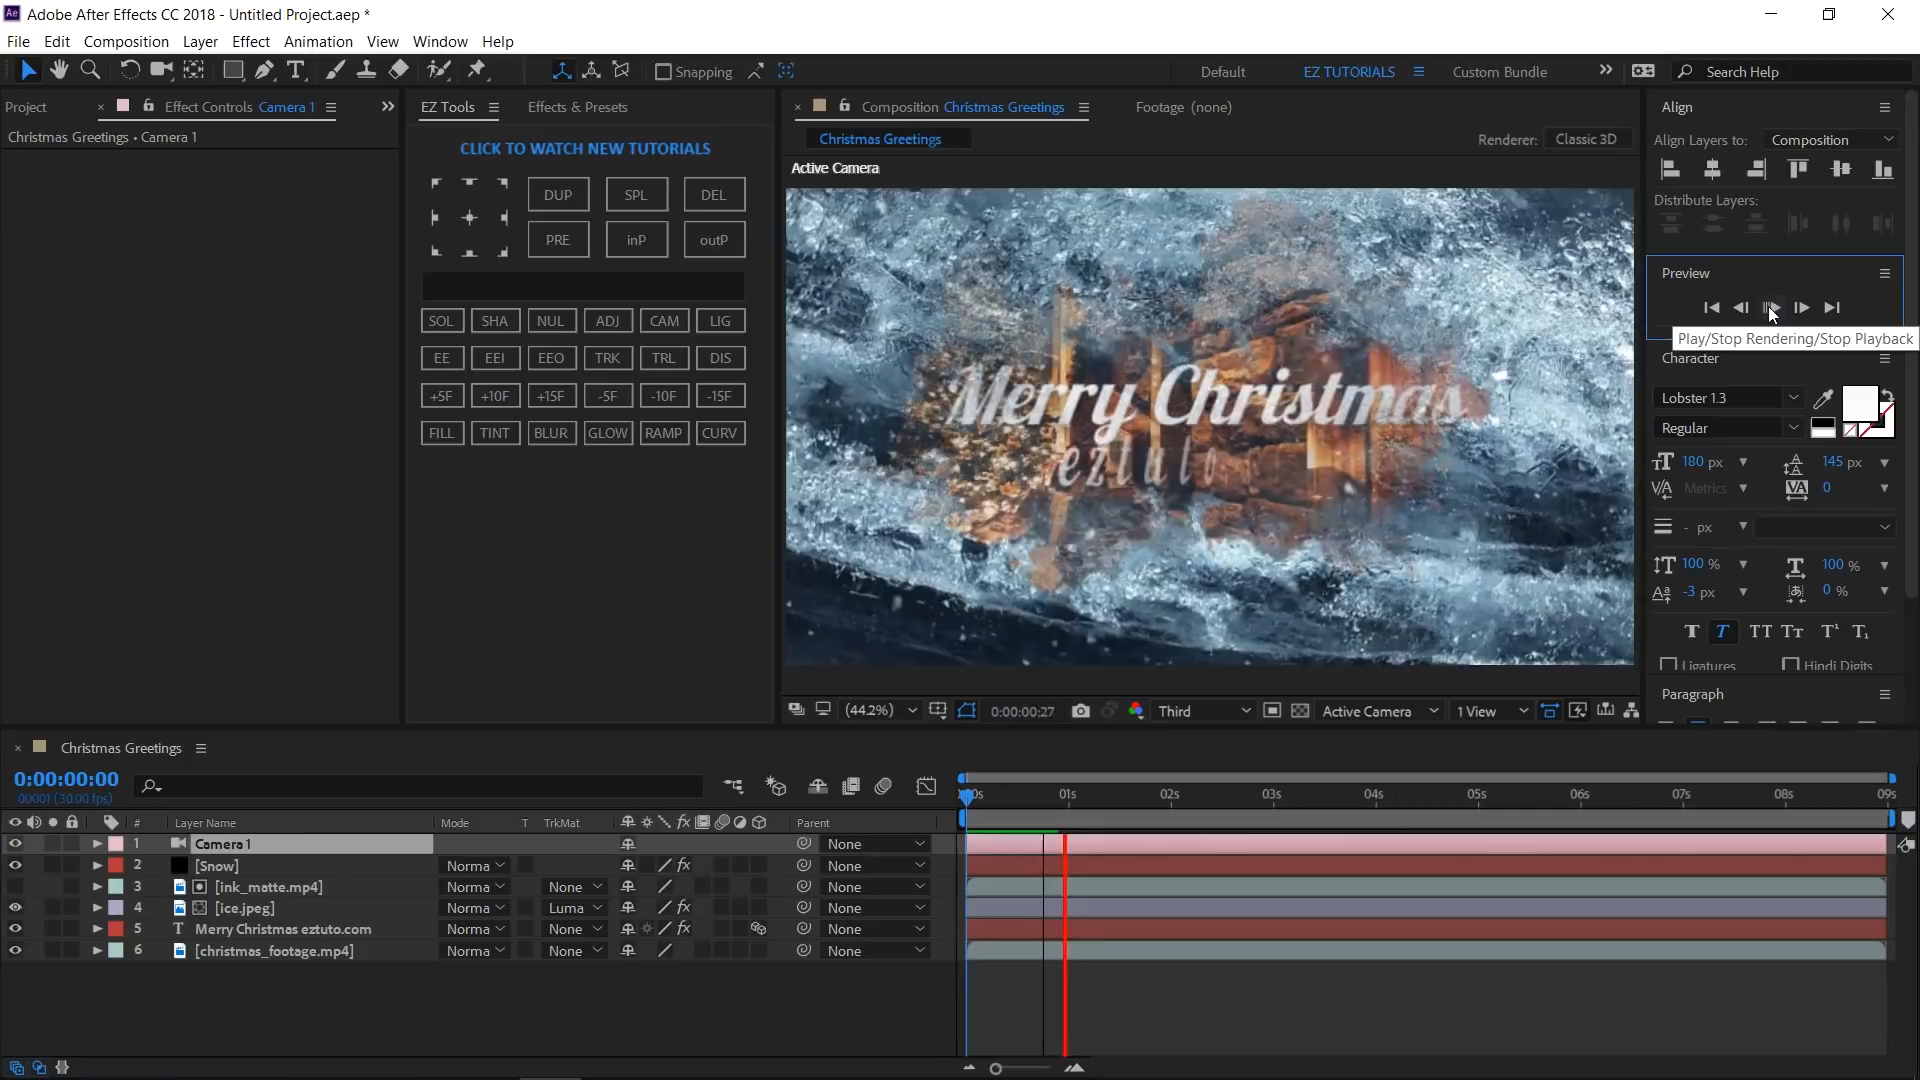 Ae Adobe After Effects CC 2018 - Untitled Project.aep *
File Edit Composition Layer Effect Animation View Window Help
Snapping Default EZ TUTORIALS Custom Bundle Search Help
Project Effect Controls Camera 1
Christmas Greetings • Camera 1
EZ Tools Effects & Presets
CLICK TO WATCH NEW TUTORIALS
DUP SPL DEL
PRE inP outP
SOL SHA NUL ADJ CAM LIG
EE EEI EEO TRK TRL DIS
+5F +10F +15F -5F -10F -15F
FILL TINT BLUR GLOW RAMP CURV
Composition Christmas Greetings Footage (none)
Christmas Greetings Renderer: Classic 3D
Active Camera
Merry Christmas
eztuto
(44.2%) 0:00:00:27 Third Active Camera 1 View
Align
Align Layers to: Composition
Distribute Layers:
Preview
Play/Stop Rendering/Stop Playback
Character
Lobster 1.3
Regular
180 px 145 px
Metrics 0
- px
100 % 100 %
-3 px 0 %
Ligatures Hindi Digits
Paragraph
Christmas Greetings
0:00:00:00
00001 (30.00 fps)
01s 02s 03s 04s 05s 06s 07s 08s 09s
# Layer Name Mode T TrkMat Parent
1 Camera 1 None
2 [Snow] Norma None
3 [ink_matte.mp4] Norma None None
4 [ice.jpeg] Norma Luma None
5 T Merry Christmas eztuto.com Norma None None
6 [christmas_footage.mp4] Norma None None